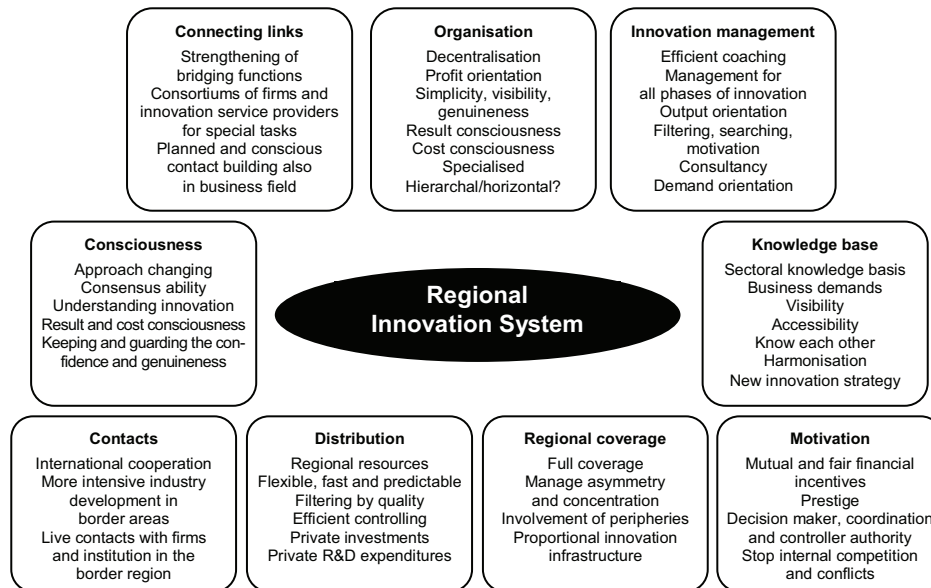 Connecting links
Strengthening of
bridging functions
Consortiums of firms and
innovation service providers
for special tasks
Planned and conscious
contact building also
in business field
Organisation
Decentralisation
Profit orientation
Simplicity, visibility,
genuineness
Result consciousness
Cost consciousness
Specialised
Hierarchal/horizontal?
Innovation management
Efficient coaching
Management for
all phases of innovation
Output orientation
Filtering, searching,
motivation
Consultancy
Demand orientation
Consciousness
Approach changing
Consensus ability
Understanding innovation
Result and cost consciousness
Keeping and guarding the con-
fidence and genuineness
Regional
Innovation System
Knowledge base
Sectoral knowledge basis
Business demands
Visibility
Accessibility
Know each other
Harmonisation
New innovation strategy
Contacts
International cooperation
More intensive industry
development in
border areas
Live contacts with firms
and institution in the
border region
Distribution
Regional resources
Flexible, fast and predictable
Filtering by quality
Efficient controlling
Private investments
Private R&D expenditures
Regional coverage
Full coverage
Manage asymmetry
and concentration
Involvement of peripheries
Proportional innovation
infrastructure
Motivation
Mutual and fair financial
incentives
Prestige
Decision maker, coordination
and controller authority
Stop internal competition
and conflicts